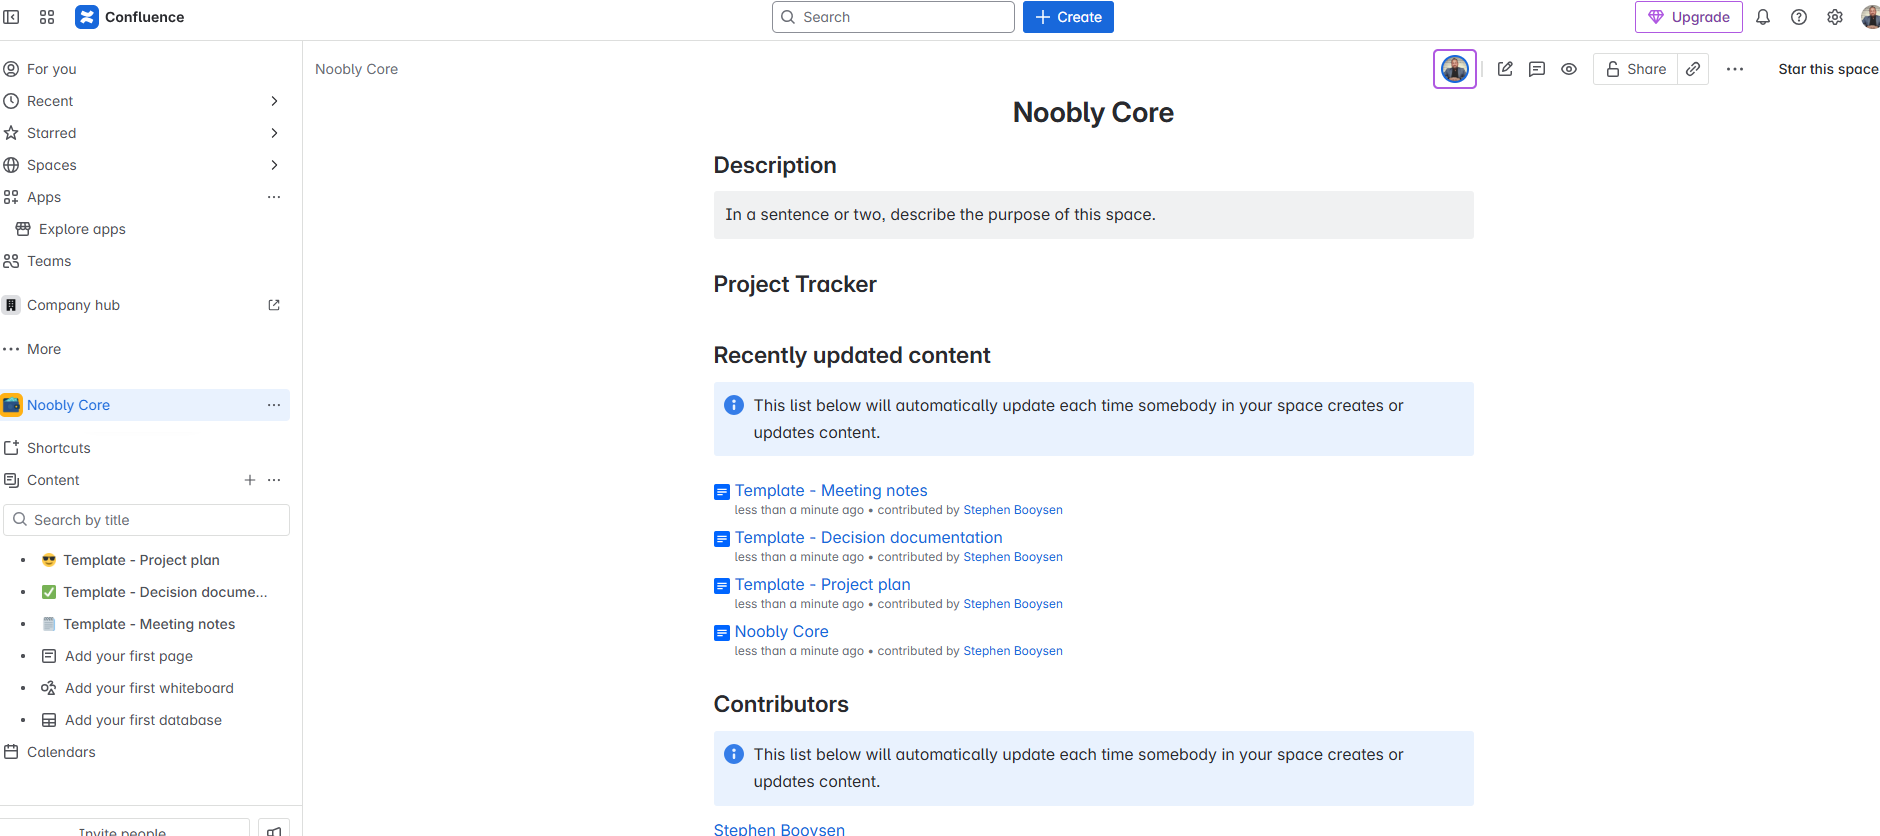 Confluence
Search
Create
Upgrade
For you
Recent
Starred
Spaces
Apps
Explore apps
Teams
Company hub
More
Noobly Core
Shortcuts
Content
Search by title
Template - Project plan
Template - Decision docume...
Template - Meeting notes
Add your first page
Add your first whiteboard
Add your first database
Calendars
Invite people
Noobly Core
Share
Star this space
Noobly Core
Description
In a sentence or two, describe the purpose of this space.
Project Tracker
Recently updated content
This list below will automatically update each time somebody in your space creates or
updates content.
Template - Meeting notes
less than a minute ago • contributed by Stephen Booysen
Template - Decision documentation
less than a minute ago • contributed by Stephen Booysen
Template - Project plan
less than a minute ago • contributed by Stephen Booysen
Noobly Core
less than a minute ago • contributed by Stephen Booysen
Contributors
This list below will automatically update each time somebody in your space creates or
updates content.
Stephen Booysen